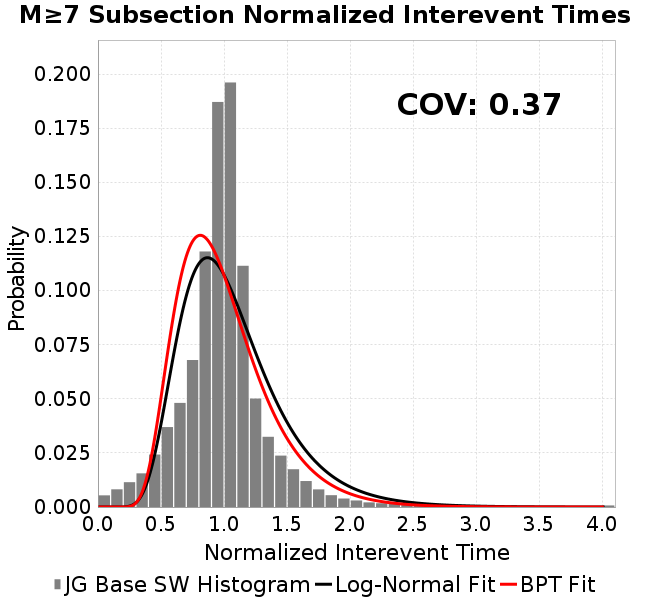 M≥7 Subsection Normalized Interevent Times
COV: 0.37
Probability
0.200
0.175
0.150
0.125
0.100
0.075
0.050
0.025
0.000
0.0 0.5 1.0 1.5 2.0 2.5 3.0 3.5 4.0
Normalized Interevent Time
JG Base SW Histogram Log-Normal Fit BPT Fit